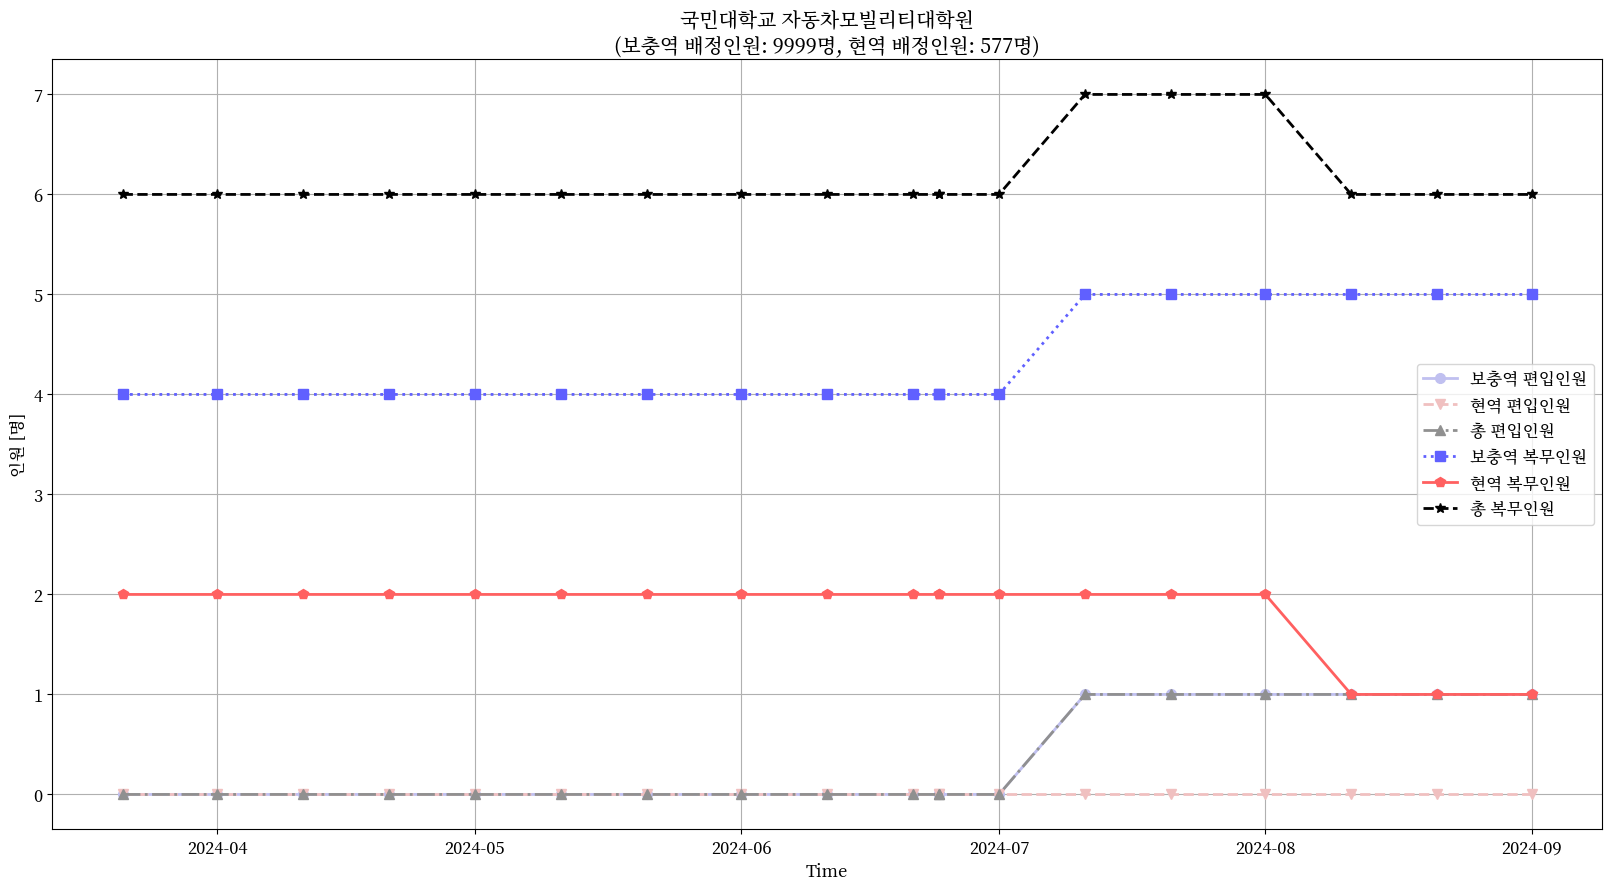 국민대학교 자동차모빌리티대학원
(보충역 배정인원: 9999명, 현역 배정인원: 577명)
인원 [명]
7
6
5
4
3
2
1
0
보충역 편입인원
현역 편입인원
총 편입인원
보충역 복무인원
현역 복무인원
총 복무인원
2024-04
2024-05
2024-06
2024-07
2024-08
2024-09
Time